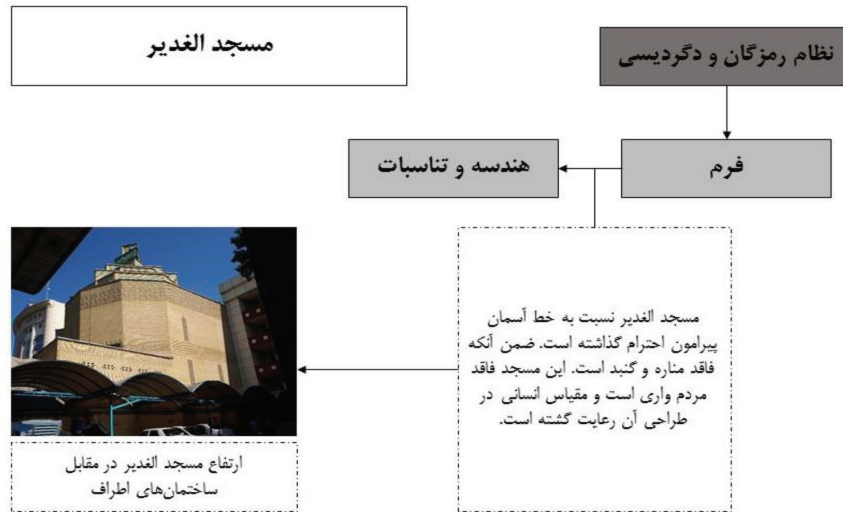 مسجد الغدیر
نظام رمزگان و دگردیسی
فرم
هندسه و تناسبات
مسجد الغدیر نسبت به خط آسمان
پیرامون احترام گذاشته است. ضمن آنکه
فاقد مناره و گنبد است. این مسجد فاقد
مردم واری است و مقیاس انسانی در
طراحی آن رعایت گشته است.
ارتفاع مسجد الغدیر در مقابل
ساختمان‌های اطراف